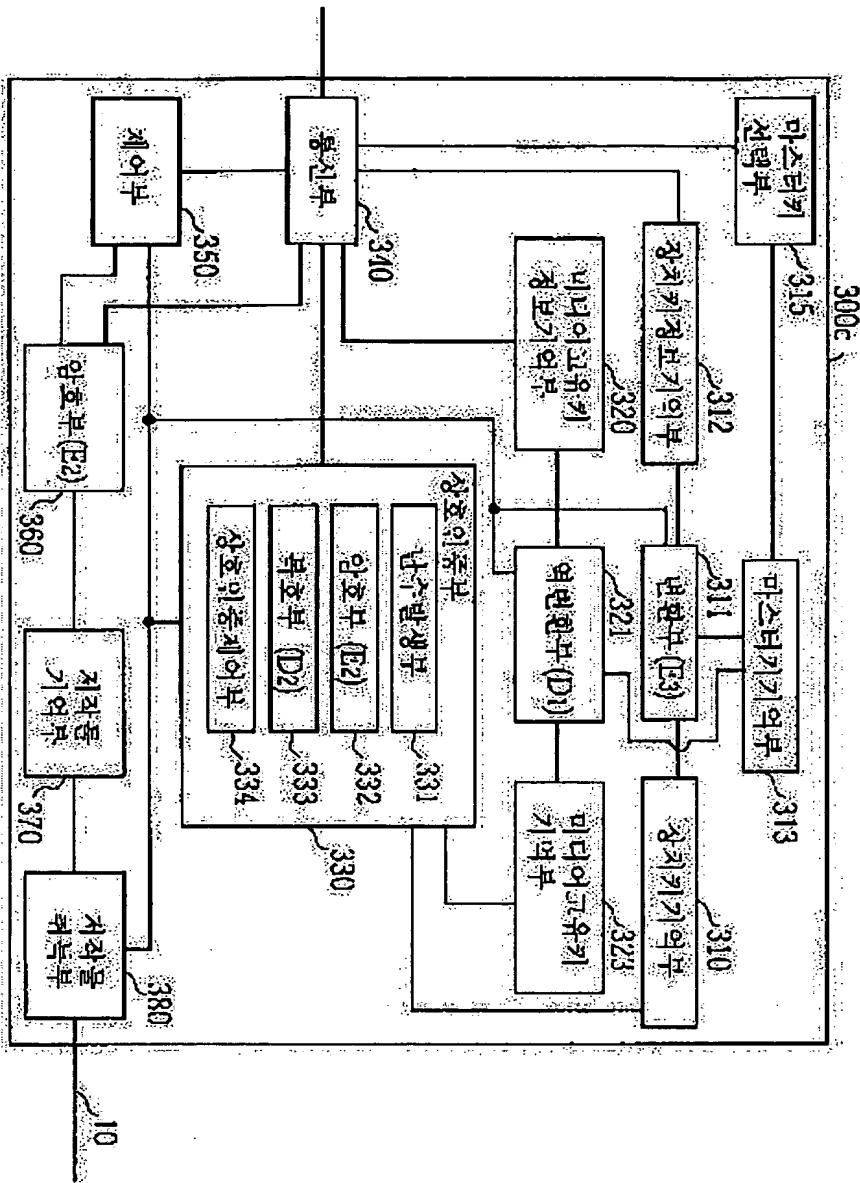 300c
마스터키
선택부
315
마스터키기억부
313
장치키정보기억부
312
변환부 (E3)
311
장치키기억부
310
미디어고유키
정보기억부
320
역변환부 (D1)
321
미디어고유키
기억부
323
통신부
340
상호인증부
난수발생부
331
암호부 (E2)
332
복호부 (D2)
333
상호인증제어부
334
330
제어부
350
암호부 (E2)
360
저작물
기억부
370
저작물
취득부
380
10